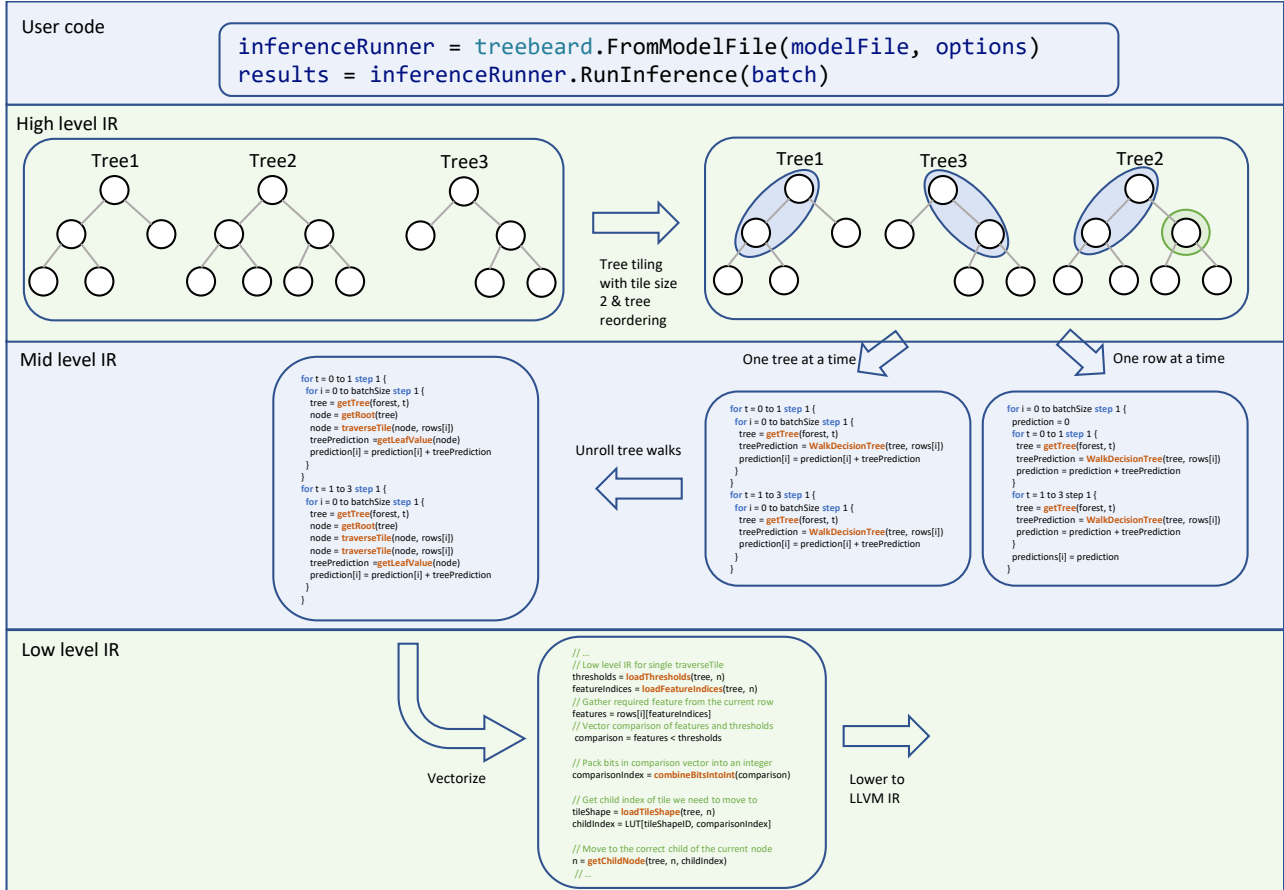 User code
inferenceRunner = treebeard.FromModelFile(modelFile, options)
results = inferenceRunner.RunInference(batch)
High level IR
Tree1
Tree2
Tree3
Tree tiling
with tile size
2 & tree
reordering
Tree1
Tree3
Tree2
Mid level IR
One tree at a time
One row at a time
for t = 0 to 1 step 1 {
for i = 0 to batchSize step 1 {
tree = getTree(forest, t)
node = getRoot(tree)
node = traverseTile(node, rows[i])
treePrediction =getLeafValue(node)
prediction[i] = prediction[i] + treePrediction
}
}
for t = 1 to 3 step 1 {
for i = 0 to batchSize step 1 {
tree = getTree(forest, t)
node = getRoot(tree)
node = traverseTile(node, rows[i])
node = traverseTile(node, rows[i])
treePrediction =getLeafValue(node)
prediction[i] = prediction[i] + treePrediction
}
}
Unroll tree walks
for t = 0 to 1 step 1 {
for i = 0 to batchSize step 1 {
tree = getTree(forest, t)
treePrediction = WalkDecisionTree(tree, rows[i])
prediction[i] = prediction[i] + treePrediction
}
}
for t = 1 to 3 step 1 {
for i = 0 to batchSize step 1 {
tree = getTree(forest, t)
treePrediction = WalkDecisionTree(tree, rows[i])
prediction[i] = prediction[i] + treePrediction
}
}
for i = 0 to batchSize step 1 {
prediction = 0
for t = 0 to 1 step 1 {
tree = getTree(forest, t)
treePrediction = WalkDecisionTree(tree, rows[i])
prediction = prediction + treePrediction
}
for t = 1 to 3 step 1 {
tree = getTree(forest, t)
treePrediction = WalkDecisionTree(tree, rows[i])
prediction = prediction + treePrediction
}
predictions[i] = prediction
}
Low level IR
Vectorize
// ...
// Low level IR for single traverseTile
thresholds = loadThresholds(tree, n)
featureIndices = loadFeatureIndices(tree, n)
// Gather required feature from the current row
features = rows[i][featureIndices]
// Vector comparison of features and thresholds
comparison = features < thresholds
// Pack bits in comparison vector into an integer
comparisonIndex = combineBitsIntoInt(comparison)
// Get child index of tile we need to move to
tileShape = loadTileShape(tree, n)
childIndex = LUT[tileShapeID, comparisonIndex]
// Move to the correct child of the current node
n = getChildNode(tree, n, childIndex)
// ...
Lower to
LLVM IR